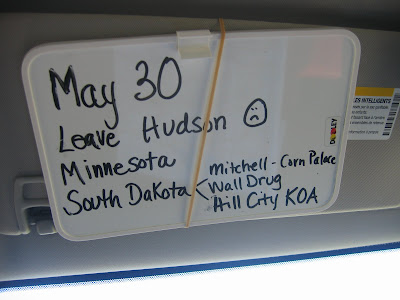 May 30
Leave Hudson
Minnesota
South Dakota
Mitchell - Corn Palace
Wall Drug
Hill City KOA